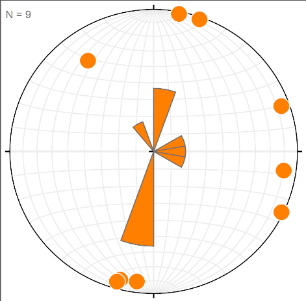 N = 9